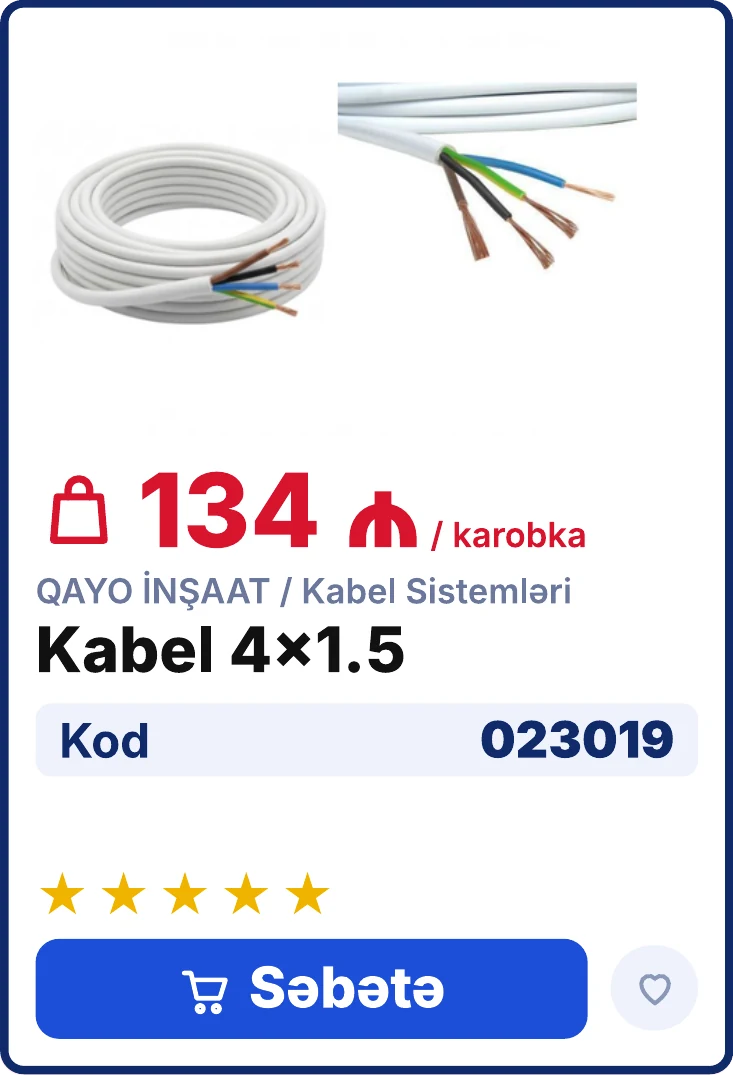 134 ₼ / karobka
QAYO İNŞAAT / Kabel Sistemləri
Kabel 4×1.5
Kod 023019
Səbətə